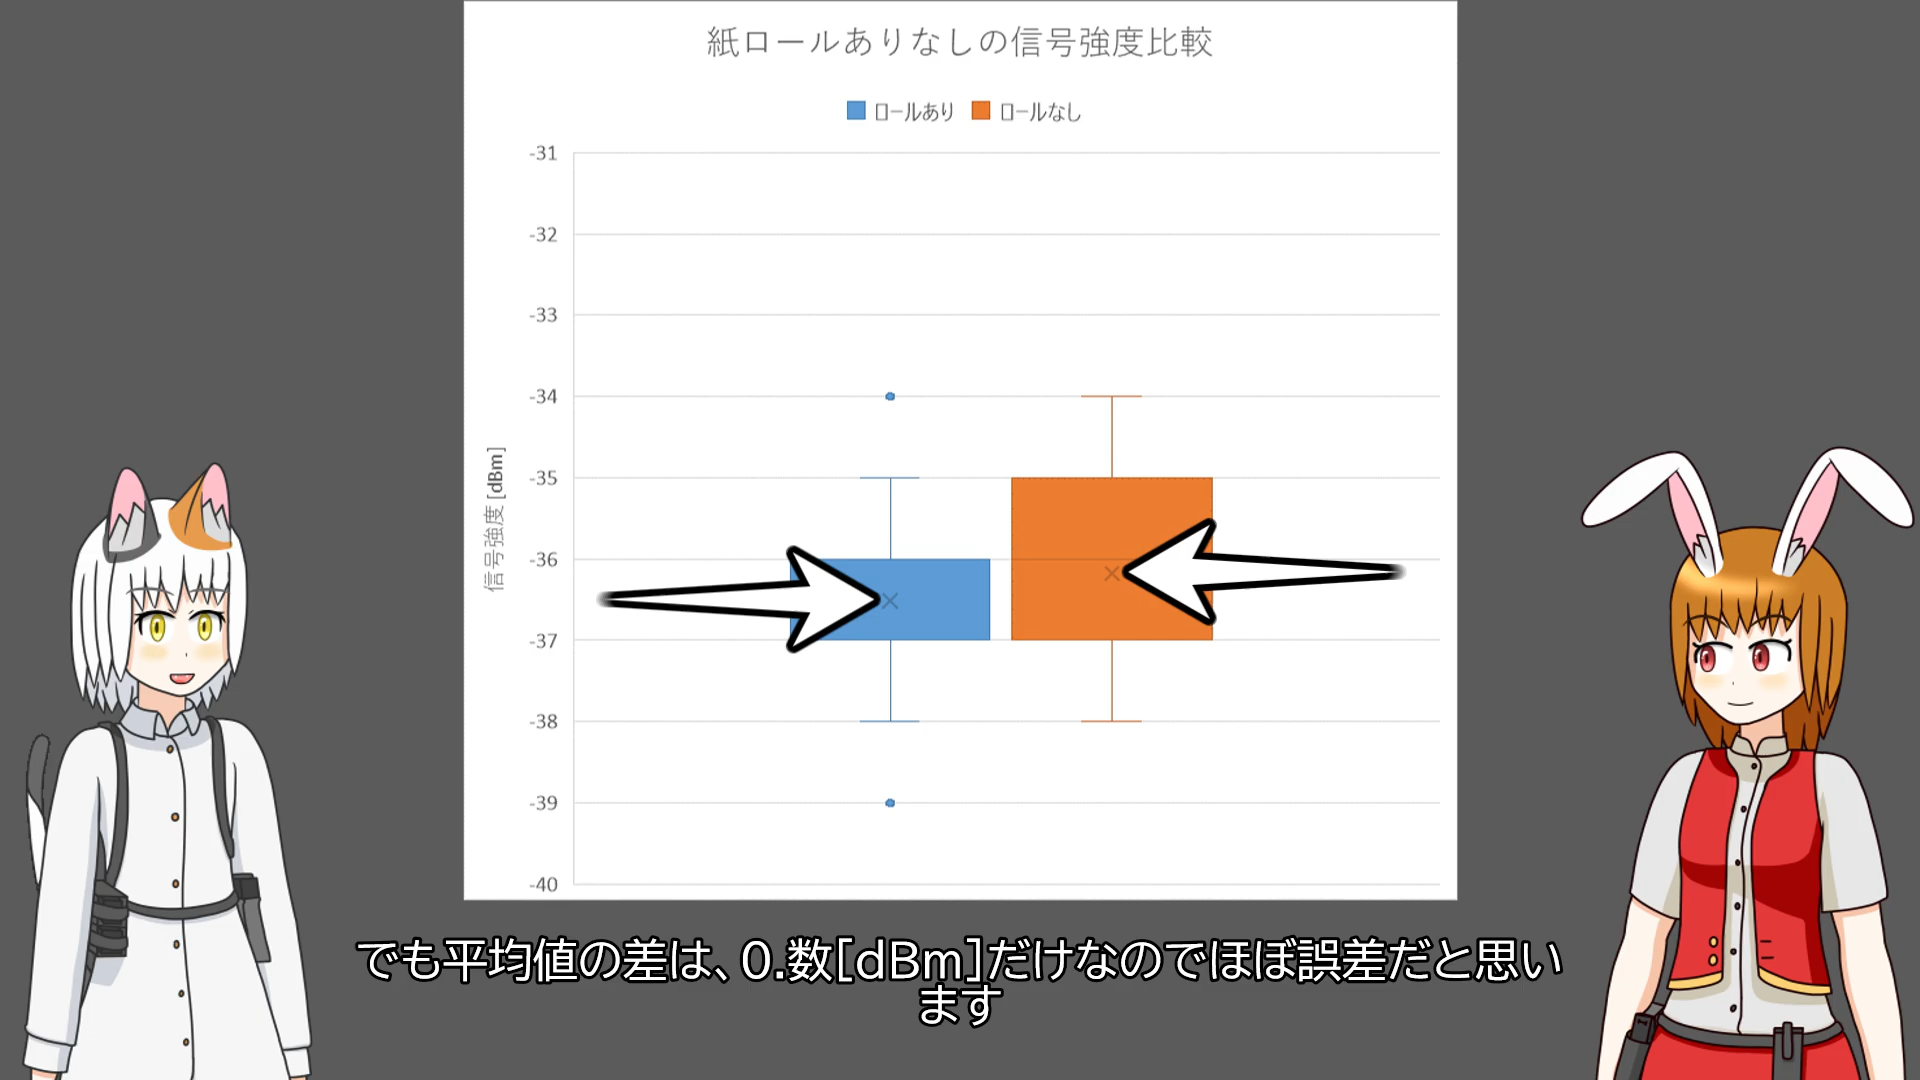 紙ロールありなしの信号強度比較
ロールあり ロールなし
-31
-32
-33
-34
-35
-36
-37
-38
-39
-40
信号強度 [dBm]
でも平均値の差は、0.数[dBm]だけなのでほぼ誤差だと思い
ます